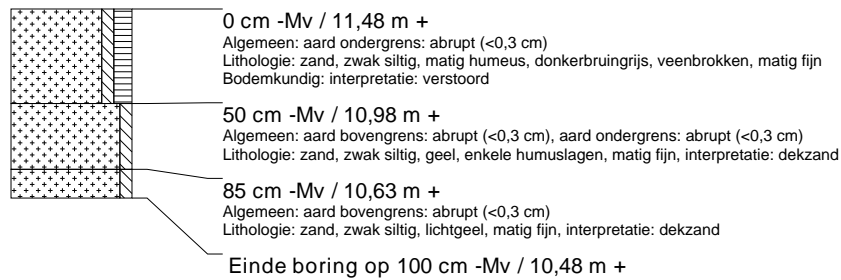 0 cm -Mv / 11,48 m +
Algemeen: aard ondergrens: abrupt (<0,3 cm)
Lithologie: zand, zwak siltig, matig humeus, donkerbruingrijs, veenbrokken, matig fijn
Bodemkundig: interpretatie: verstoord
50 cm -Mv / 10,98 m +
Algemeen: aard bovengrens: abrupt (<0,3 cm), aard ondergrens: abrupt (<0,3 cm)
Lithologie: zand, zwak siltig, geel, enkele humuslagen, matig fijn, interpretatie: dekzand
85 cm -Mv / 10,63 m +
Algemeen: aard bovengrens: abrupt (<0,3 cm)
Lithologie: zand, zwak siltig, lichtgeel, matig fijn, interpretatie: dekzand
Einde boring op 100 cm -Mv / 10,48 m +